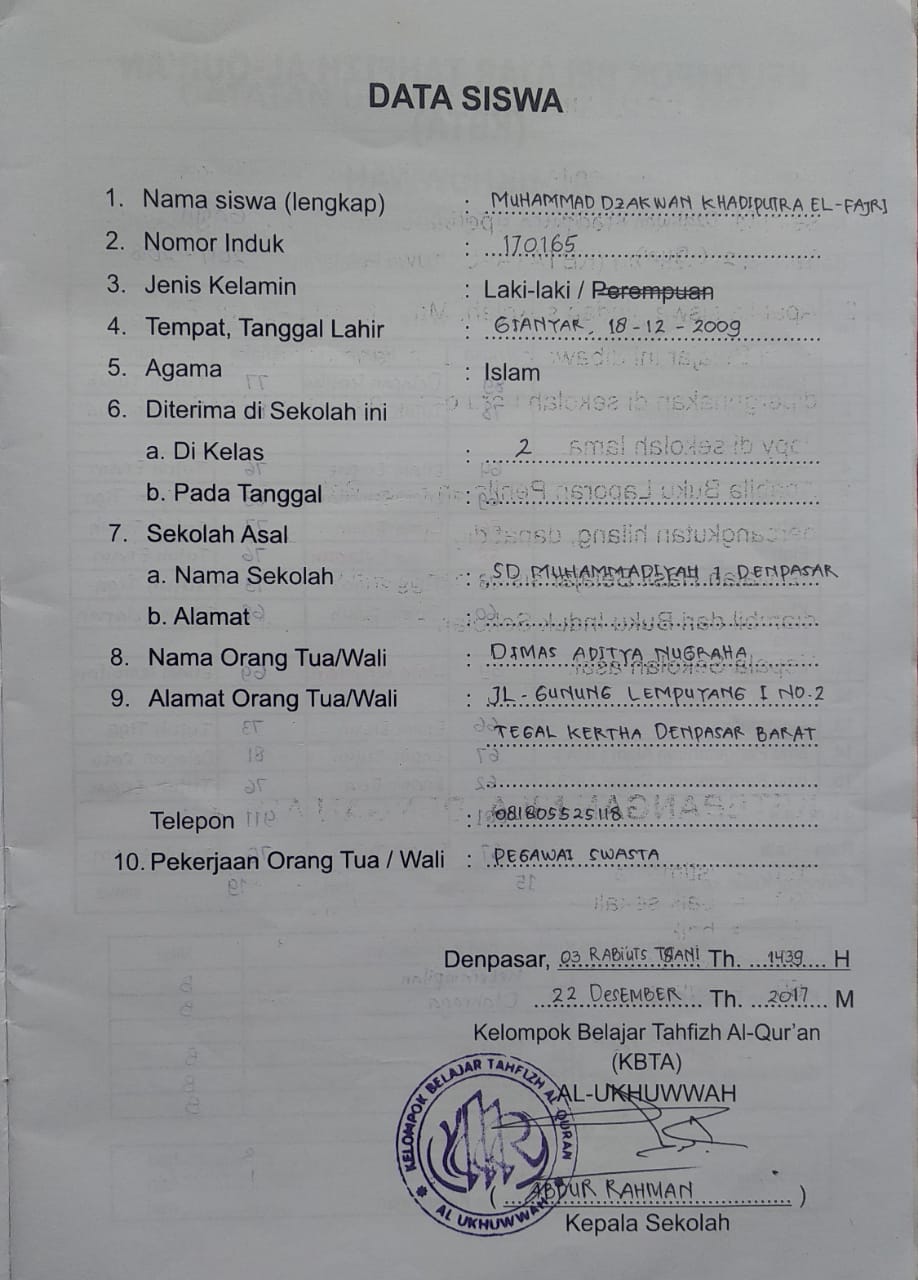 DATA SISWA
1. Nama siswa (lengkap) : MUHAMMAD DZAKWAN KHADIPUTRA EL-FAJRI
2. Nomor Induk : 170165
3. Jenis Kelamin : Laki-laki / Perempuan
4. Tempat, Tanggal Lahir : GIANYAR, 18-12-2009
5. Agama : Islam
6. Diterima di Sekolah ini
a. Di Kelas : 2
b. Pada Tanggal :
7. Sekolah Asal
a. Nama Sekolah : SD MUHAMMADIYAH 1 DENPASAR
b. Alamat :
8. Nama Orang Tua/Wali : DIMAS ADITYA NUGRAHA
9. Alamat Orang Tua/Wali : JL. GUNUNG LEMPUYANG I NO.2
TEGAL KERTHA DENPASAR BARAT
Telepon : 081805525118
10. Pekerjaan Orang Tua / Wali : PEGAWAI SWASTA
Denpasar, 03 RABIUTS TSANI Th. 1439 H
22 DESEMBER Th. 2017 M
Kelompok Belajar Tahfizh Al-Qur'an
(KBTA)
AL-UKHUWWAH
KELOMPOK BELAJAR TAHFIZH AL QURAN
AL UKHUWWAH
( ABDUR RAHMAN )
Kepala Sekolah